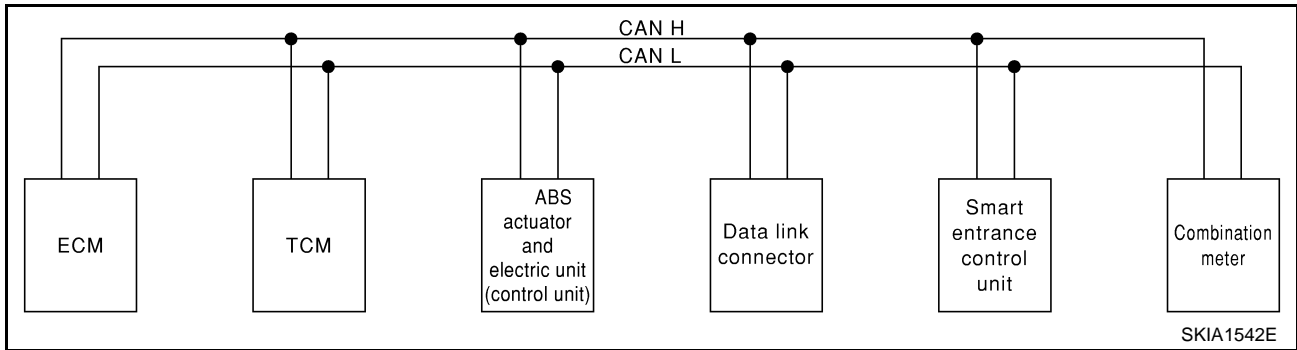 CAN H
CAN L
ECM
TCM
ABS
actuator
and
electric unit
(control unit)
Data link
connector
Smart
entrance
control
unit
Combination
meter
SKIA1542E